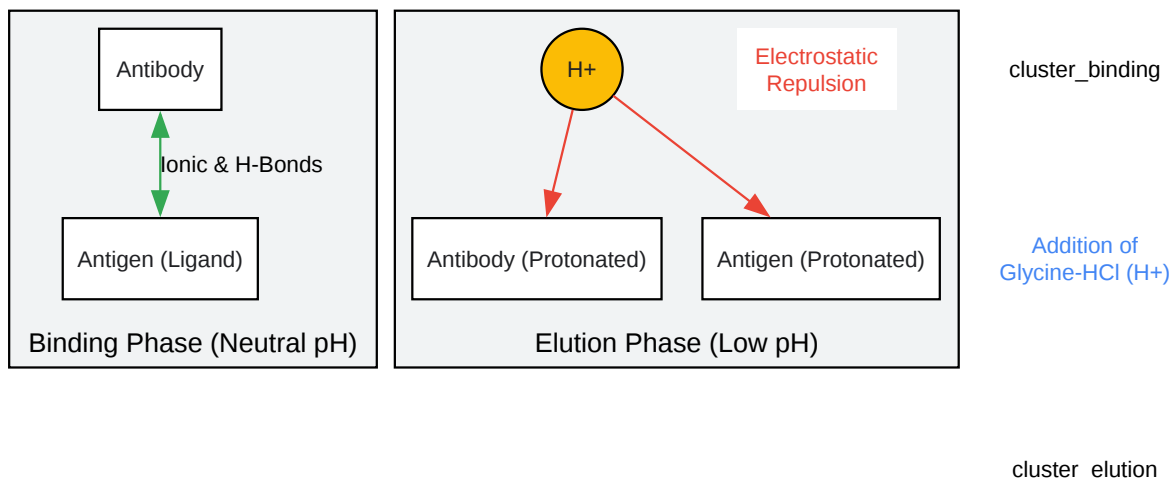 Antibody
Ionic & H-Bonds
Antigen (Ligand)
Binding Phase (Neutral pH)
H+
Electrostatic
Repulsion
Antibody (Protonated)
Antigen (Protonated)
Elution Phase (Low pH)
cluster_binding
Addition of
Glycine-HCl (H+)
cluster_elution